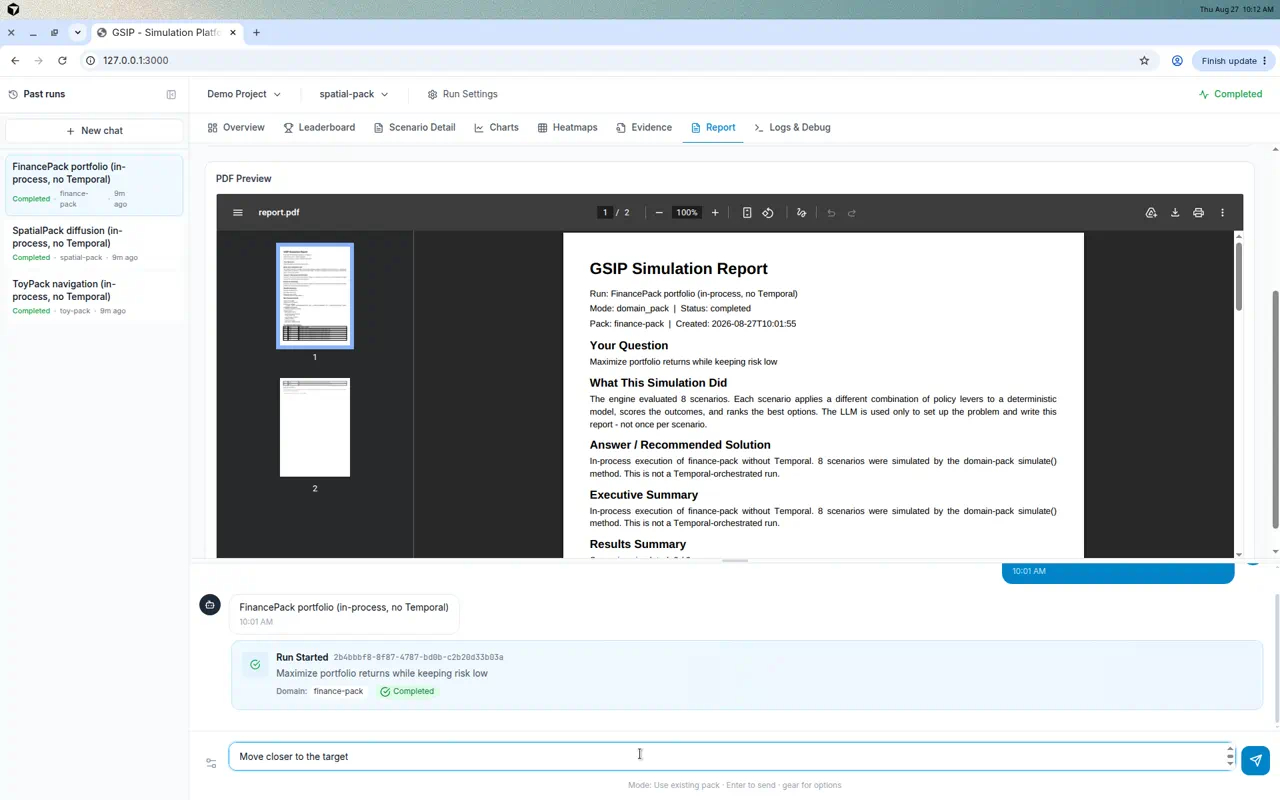 Thu Aug 27 10:12 AM
GSIP - Simulation Platfo
127.0.0.1:3000
Finish update
Past runs
New chat
FinancePack portfolio (in-
process, no Temporal)
Completed · finance-pack · 9m ago
SpatialPack diffusion (in-
process, no Temporal)
Completed · spatial-pack · 9m ago
ToyPack navigation (in-
process, no Temporal)
Completed · toy-pack · 9m ago
Demo Project
spatial-pack
Run Settings
Completed
Overview
Leaderboard
Scenario Detail
Charts
Heatmaps
Evidence
Report
Logs & Debug
PDF Preview
report.pdf
1 / 2
100%
1
2
GSIP Simulation Report
Run: FinancePack portfolio (in-process, no Temporal)
Mode: domain_pack | Status: completed
Pack: finance-pack | Created: 2026-08-27T10:01:55
Your Question
Maximize portfolio returns while keeping risk low
What This Simulation Did
The engine evaluated 8 scenarios. Each scenario applies a different combination of policy levers to a deterministic
model, scores the outcomes, and ranks the best options. The LLM is used only to set up the problem and write this
report - not once per scenario.
Answer / Recommended Solution
In-process execution of finance-pack without Temporal. 8 scenarios were simulated by the domain-pack simulate()
method. This is not a Temporal-orchestrated run.
Executive Summary
In-process execution of finance-pack without Temporal. 8 scenarios were simulated by the domain-pack simulate()
method. This is not a Temporal-orchestrated run.
Results Summary
10:01 AM
FinancePack portfolio (in-process, no Temporal)
10:01 AM
Run Started 2b4bbbf8-8f87-4787-bd0b-c2b20d33b03a
Maximize portfolio returns while keeping risk low
Domain: finance-pack Completed
Move closer to the target
Mode: Use existing pack · Enter to send · gear for options